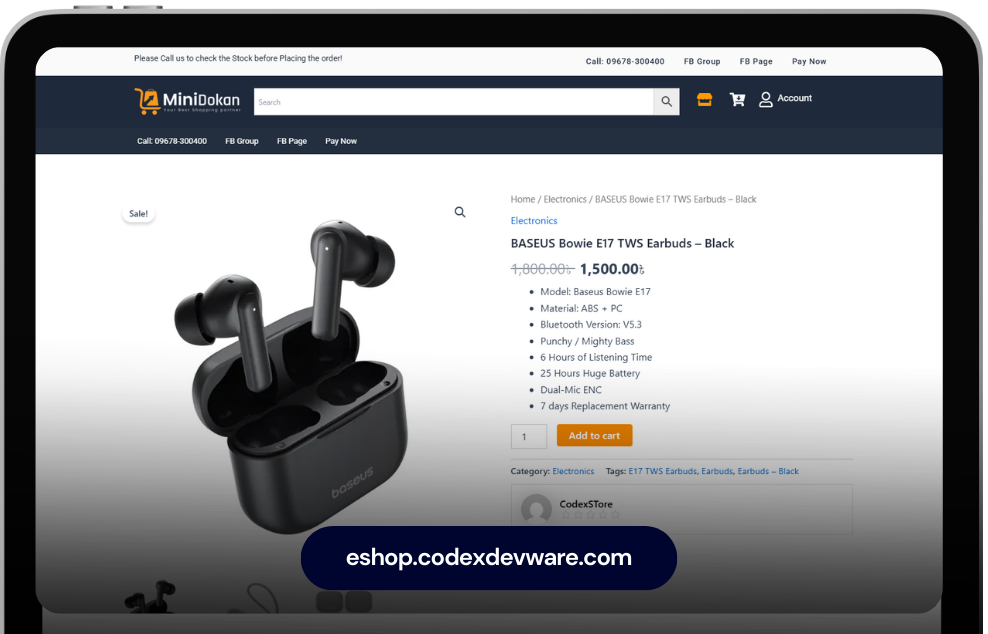 Please Call us to check the Stock before Placing the order!
Call: 09678-300400 FB Group FB Page Pay Now
MiniDokan
Your Best Shopping partner
Search
Account
Call: 09678-300400 FB Group FB Page Pay Now
Sale!
Home / Electronics / BASEUS Bowie E17 TWS Earbuds – Black
Electronics
BASEUS Bowie E17 TWS Earbuds – Black
1,800.00৳ 1,500.00৳
Model: Baseus Bowie E17
Material: ABS + PC
Bluetooth Version: V5.3
Punchy / Mighty Bass
6 Hours of Listening Time
25 Hours Huge Battery
Dual-Mic ENC
7 days Replacement Warranty
1 Add to cart
Category: Electronics Tags: E17 TWS Earbuds, Earbuds, Earbuds – Black
baseus
CodexSTore
eshop.codexdevware.com